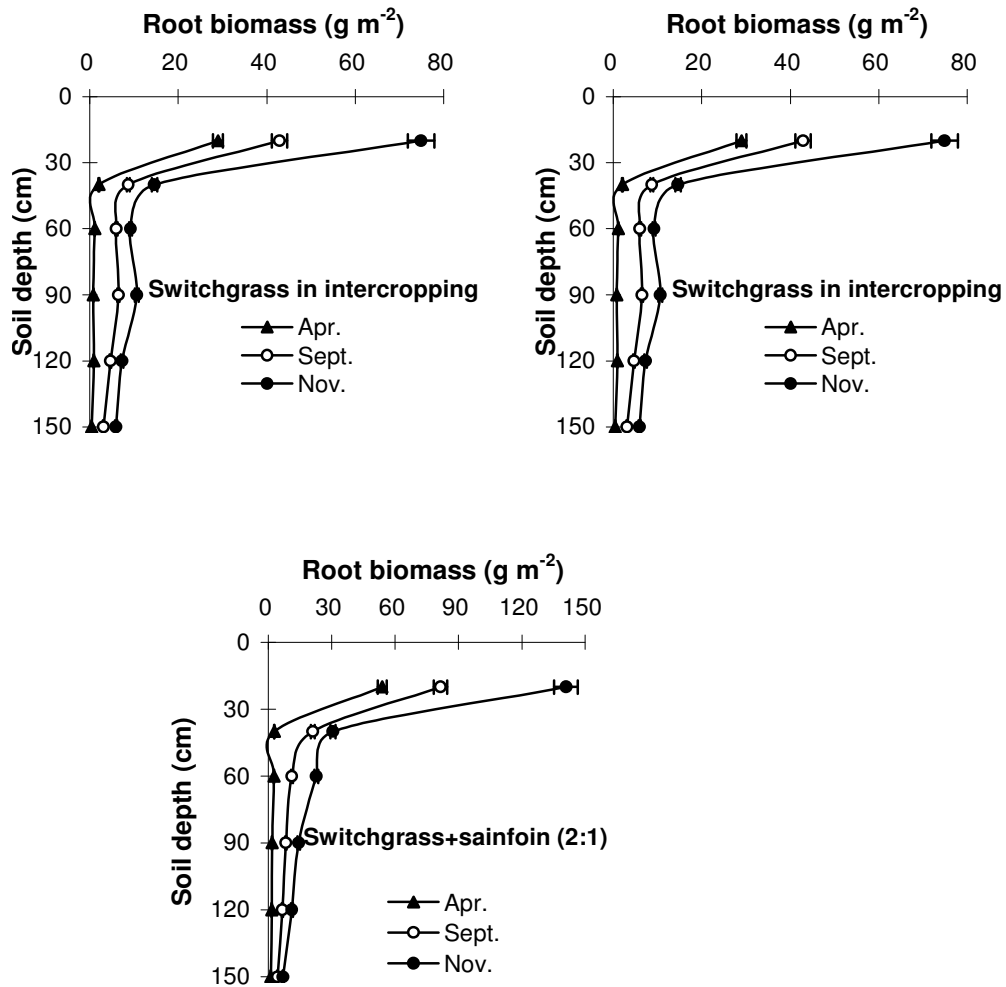 Root biomass (g m-2)
0 20 40 60 80
0
30
60
90
120
150
Soil depth (cm)
Switchgrass in intercropping
Apr.
Sept.
Nov.
Root biomass (g m-2)
0 20 40 60 80
0
30
60
90
120
150
Soil depth (cm)
Switchgrass in intercropping
Apr.
Sept.
Nov.
Root biomass (g m-2)
0 30 60 90 120 150
0
30
60
90
120
150
Soil depth (cm)
Switchgrass+sainfoin (2:1)
Apr.
Sept.
Nov.